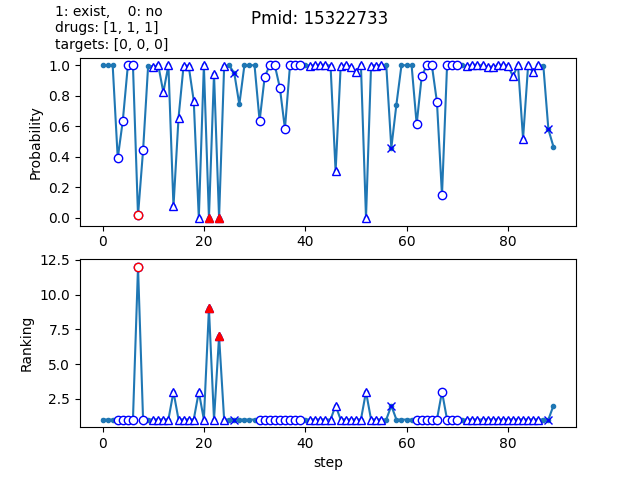 1: exist,    0: no
drugs: [1, 1, 1]
targets: [0, 0, 0]
Pmid: 15322733
Probability
1.0
0.8
0.6
0.4
0.2
0.0
0 20 40 60 80
Ranking
12.5
10.0
7.5
5.0
2.5
0 20 40 60 80
step